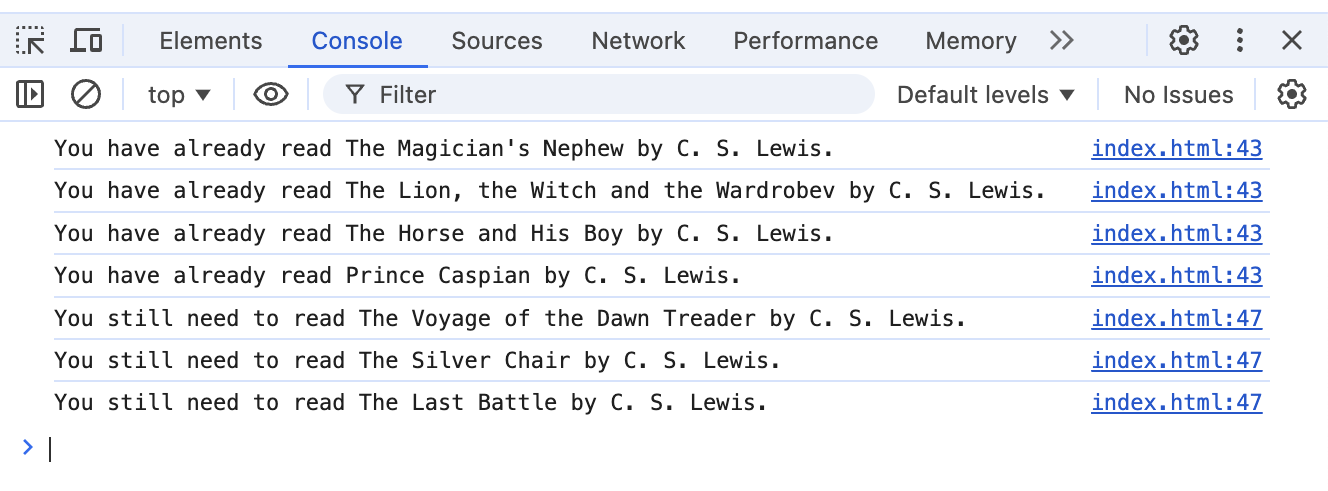 Elements Console Sources Network Performance Memory
top Filter Default levels No Issues
You have already read The Magician's Nephew by C. S. Lewis. index.html:43
You have already read The Lion, the Witch and the Wardrobev by C. S. Lewis. index.html:43
You have already read The Horse and His Boy by C. S. Lewis. index.html:43
You have already read Prince Caspian by C. S. Lewis. index.html:43
You still need to read The Voyage of the Dawn Treader by C. S. Lewis. index.html:47
You still need to read The Silver Chair by C. S. Lewis. index.html:47
You still need to read The Last Battle by C. S. Lewis. index.html:47